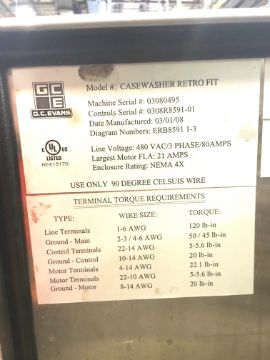 Model #: CASEWASHER RETRO FIT
GCE
G.C. EVANS
Machine Serial #: 03080495
Controls Serial #: 0308R8591-01
Date Manufactured: 03/01/08
Diagram Numbers: ERB8591 1-3
C UL US
LISTED
Line Voltage: 480 VAC/3 PHASE/80AMPS
Largest Motor FLA: 21 AMPS
Enclosure Rating: NEMA 4X
USE ONLY 90 DEGREE CELSUIS WIRE
TERMINAL TORQUE REQUIREMENTS
TYPE: WIRE SIZE: TORQUE:
Line Terminals 1-6 AWG 120 lb-in
Ground - Main 2-3 / 4-6 AWG 50 / 45 lb-in
Control Terminals 22-14 AWG 5-5.6 lb-in
Ground - Control 10-14 AWG 20 lb-in
Motor Terminals 4-14 AWG 22.1 lb-in
Motor Terminals 22-10 AWG 5-5.6 lb-in
Ground -Motor 8-14 AWG 20 lb-in